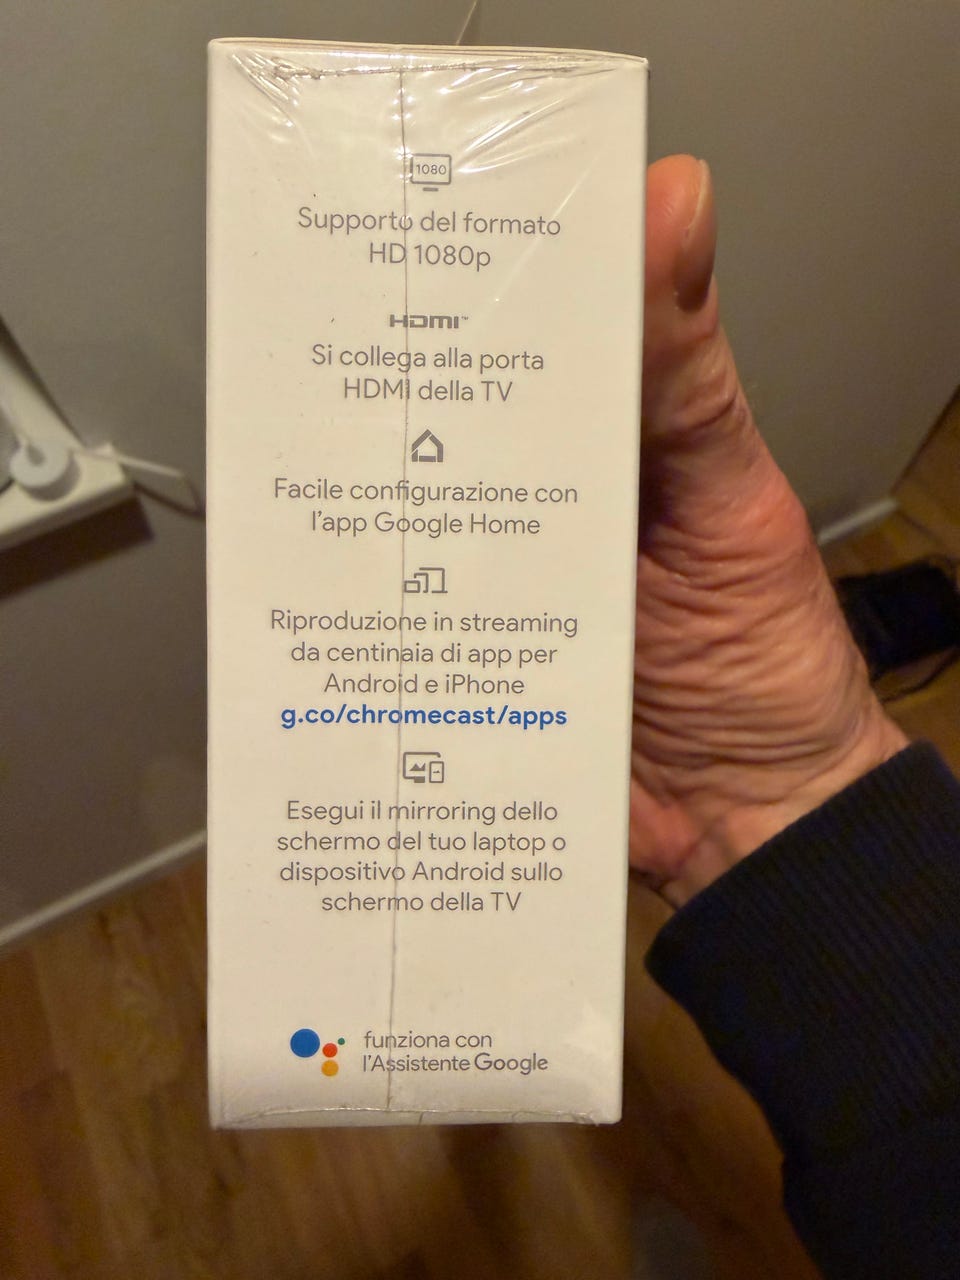 1080
Supporto del formato
HD 1080p
HDMI™
Si collega alla porta
HDMI della TV
Facile configurazione con
l'app Google Home
Riproduzione in streaming
da centinaia di app per
Android e iPhone
g.co/chromecast/apps
Esegui il mirroring dello
schermo del tuo laptop o
dispositivo Android sullo
schermo della TV
funziona con
l'Assistente Google